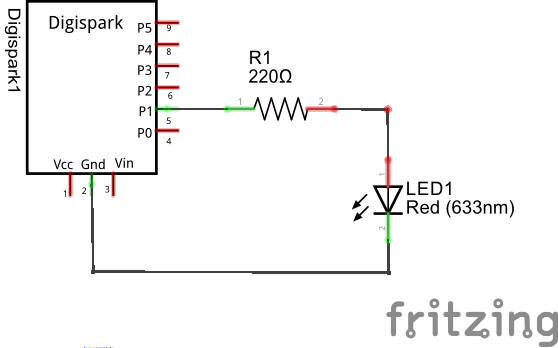 Digispark1
Digispark
P5 9
P4 8
P3 7
P2 6
P1 5
P0 4
Vcc Gnd Vin
1 2 3
R1
220Ω
1 2
1
LED1
Red (633nm)
2
fritzing